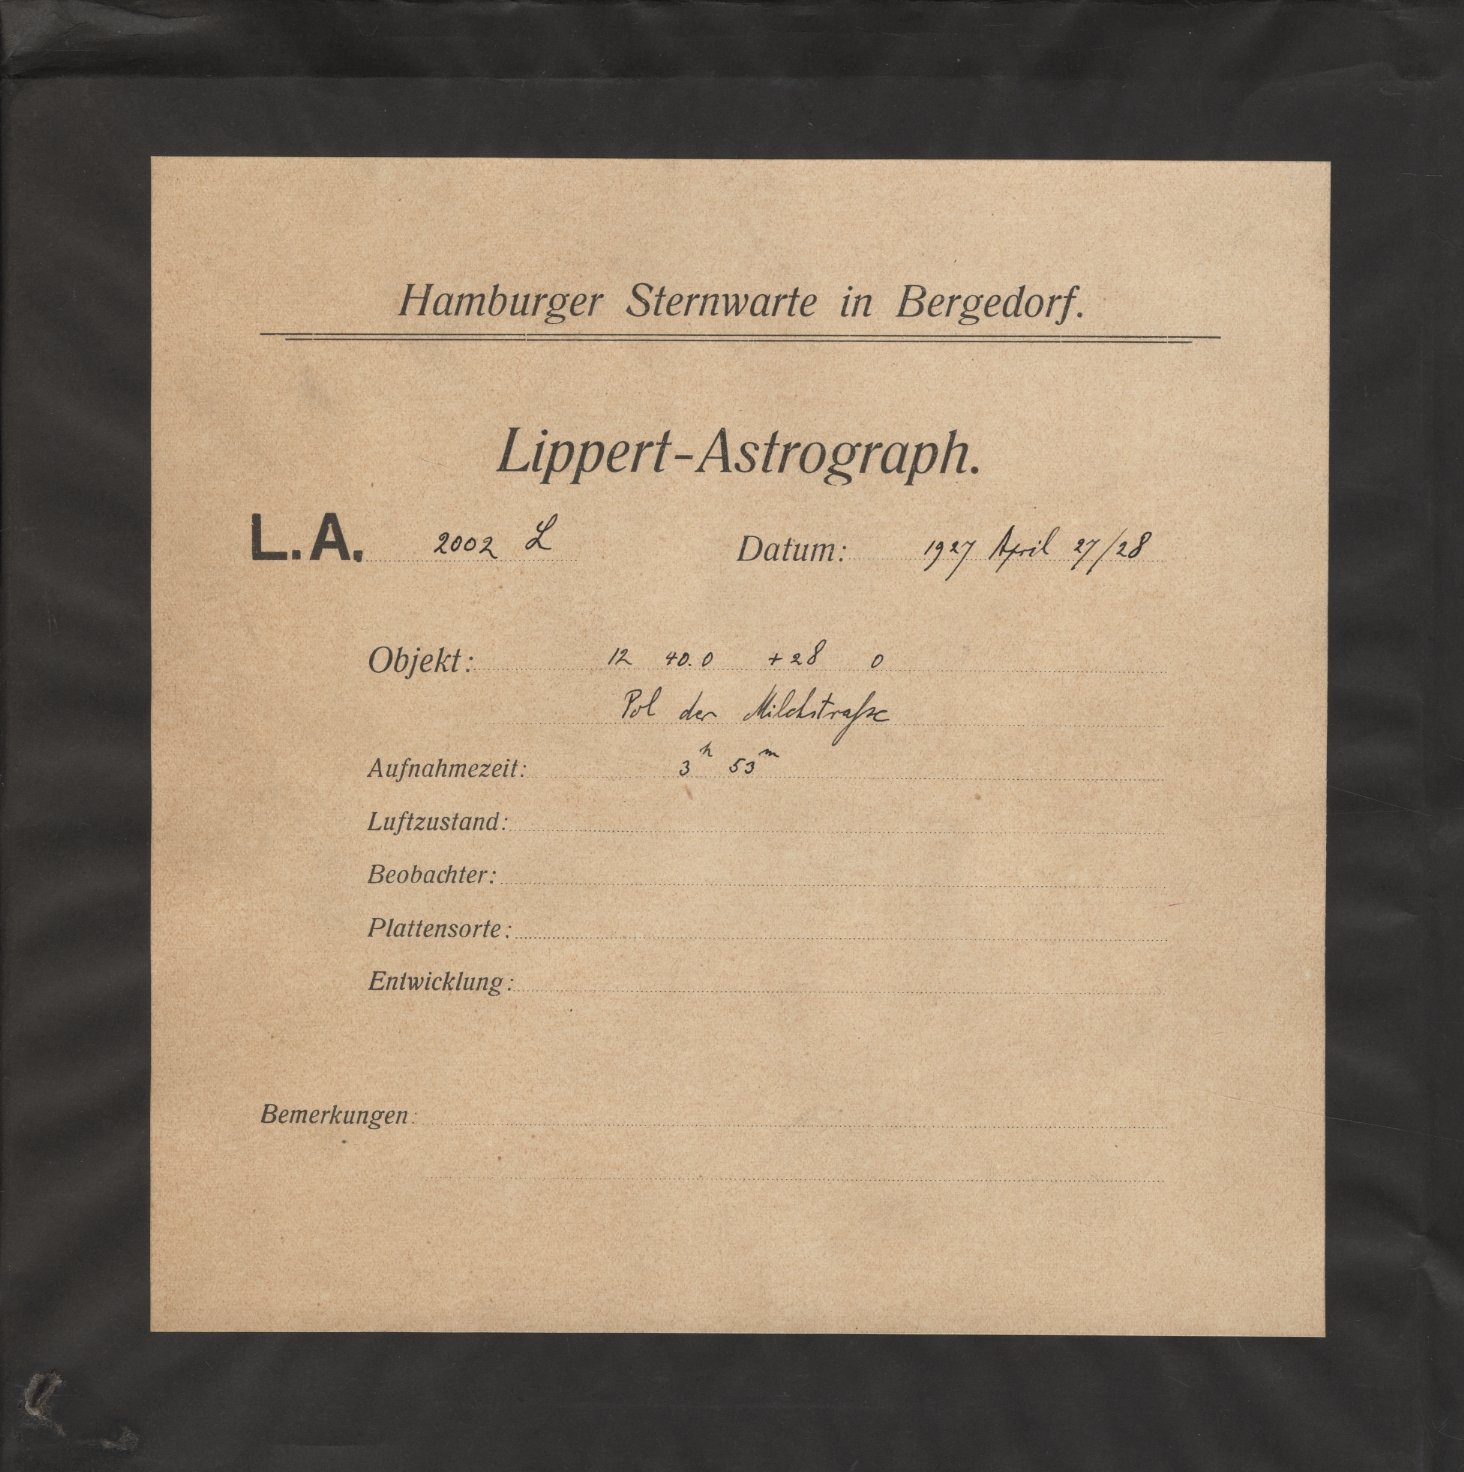 Hamburger Sternwarte in Bergedorf.
Lippert-Astrograph.
L.A. 2002 L Datum: 1927 April 27/28
Objekt: 12 40.0 +28 0
Pol der Milchstraße
Aufnahmezeit: 3h 53m
Luftzustand:
Beobachter:
Plattensorte:
Entwicklung:
Bemerkungen: